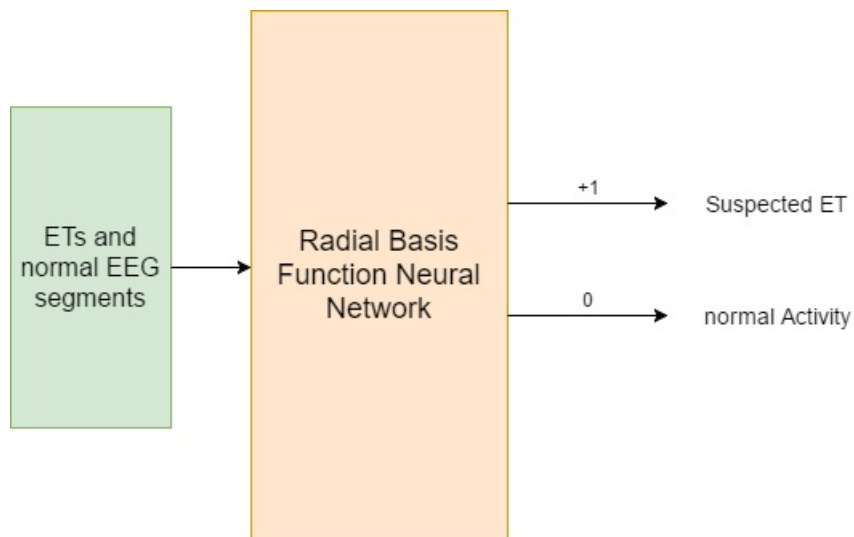 ETs and
normal EEG
segments
Radial Basis
Function Neural
Network
+1
Suspected ET
0
normal Activity